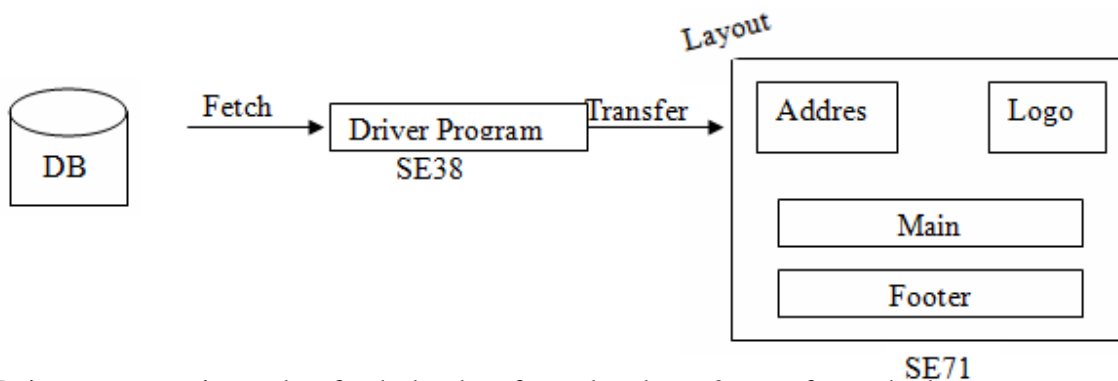 Layout
Fetch
Transfer
Addres
Logo
DB
Driver Program
SE38
Main
Footer
SE71